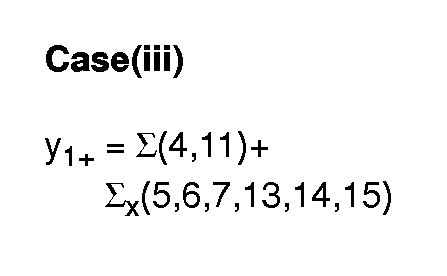 Case(iii)
y1+ = Σ(4,11)+
Σx(5,6,7,13,14,15)